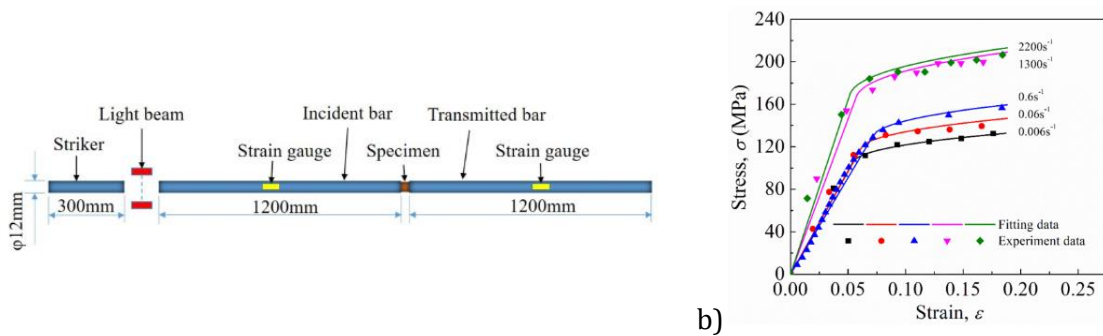 Light beam
Incident bar
Transmitted bar
Striker
Strain gauge
Specimen
Strain gauge
φ12mm
300mm
1200mm
1200mm
b)
Stress, σ (MPa)
240
200
160
120
80
40
0
2200s⁻¹
1300s⁻¹
0.6s⁻¹
0.06s⁻¹
0.006s⁻¹
Fitting data
Experiment data
0.00 0.05 0.10 0.15 0.20 0.25
Strain, ε